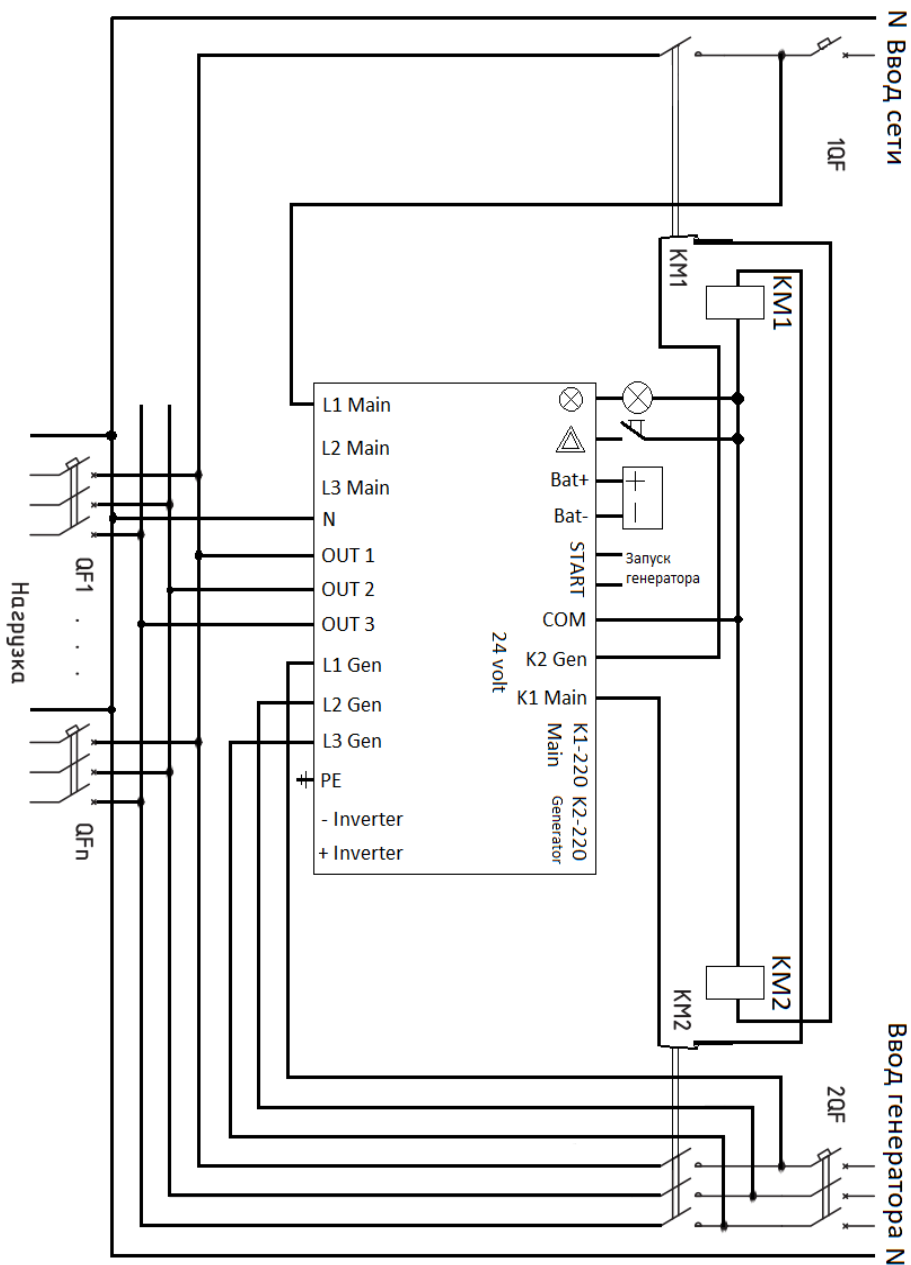 N Ввод сети
1QF
KM1
KM1
L1 Main
L2 Main
L3 Main
N
OUT 1
OUT 2
OUT 3
L1 Gen
L2 Gen
L3 Gen
PE
- Inverter
+ Inverter
Bat+
Bat-
START
COM
K2 Gen
K1 Main
24 volt
K1-220 K2-220
Main Generator
+
-
Запуск
генератора
QF1 . . . QFn
Нагрузка
KM2
KM2
2QF
Ввод генератора N